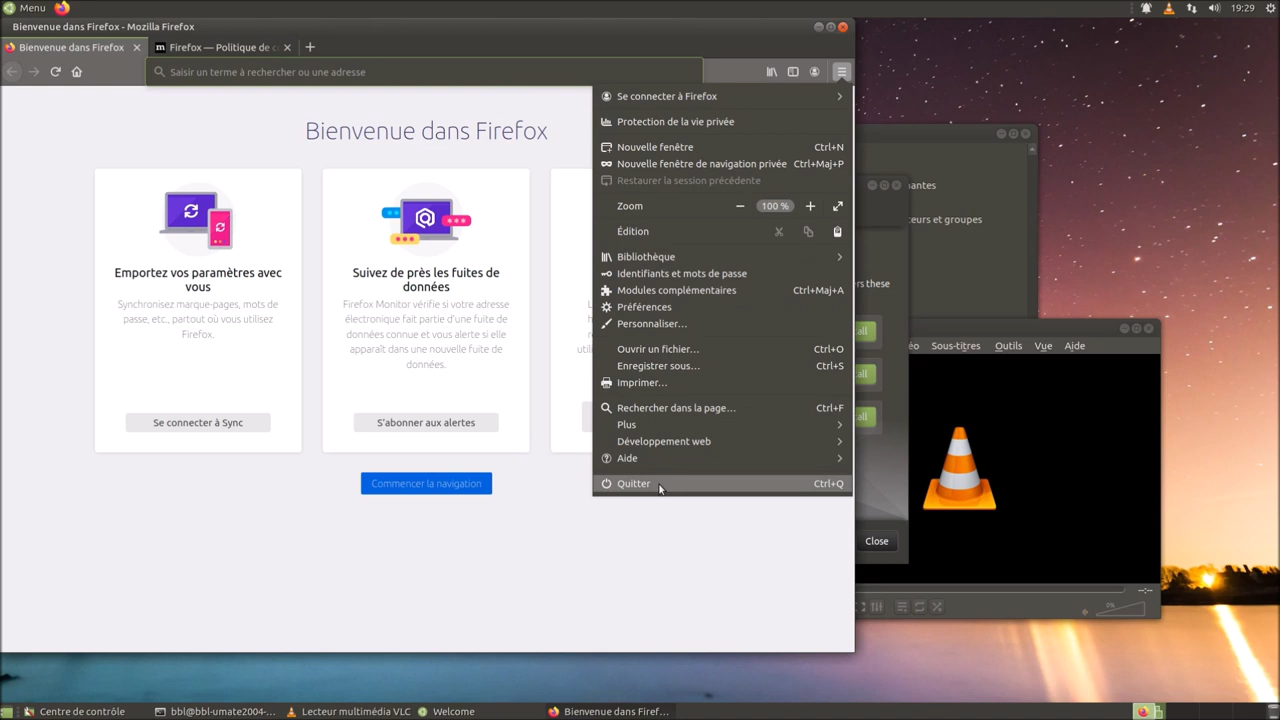 Menu
19:29
Bienvenue dans Firefox - Mozilla Firefox
Bienvenue dans Firefox
Firefox — Politique de c
Saisir un terme à rechercher ou une adresse
Bienvenue dans Firefox
Emportez vos paramètres avec
vous
Synchronisez marque-pages, mots de
passe, etc., partout où vous utilisez
Firefox.
Se connecter à Sync
Suivez de près les fuites de
données
Firefox Monitor vérifie si votre adresse
électronique fait partie d'une fuite de
données connue et vous alerte si elle
apparaît dans une nouvelle fuite de
données.
S'abonner aux alertes
Commencer la navigation
Se connecter à Firefox
Protection de la vie privée
Nouvelle fenêtre Ctrl+N
Nouvelle fenêtre de navigation privée Ctrl+Maj+P
Restaurer la session précédente
Zoom 100 %
Édition
Bibliothèque
Identifiants et mots de passe
Modules complémentaires Ctrl+Maj+A
Préférences
Personnaliser…
Ouvrir un fichier… Ctrl+O
Enregistrer sous… Ctrl+S
Imprimer…
Rechercher dans la page… Ctrl+F
Plus
Développement web
Aide
Quitter Ctrl+Q
antes
eurs et groupes
ers these
all
all
all
Close
éo Sous-titres Outils Vue Aide
--:--
0%
Centre de contrôle
bbl@bbl-umate2004-...
Lecteur multimédia VLC
Welcome
Bienvenue dans Firef...